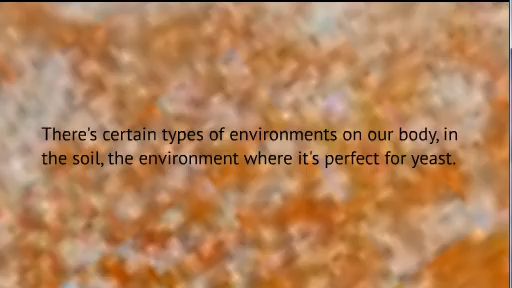 There's certain types of environments on our body, in
the soil, the environment where it's perfect for yeast.